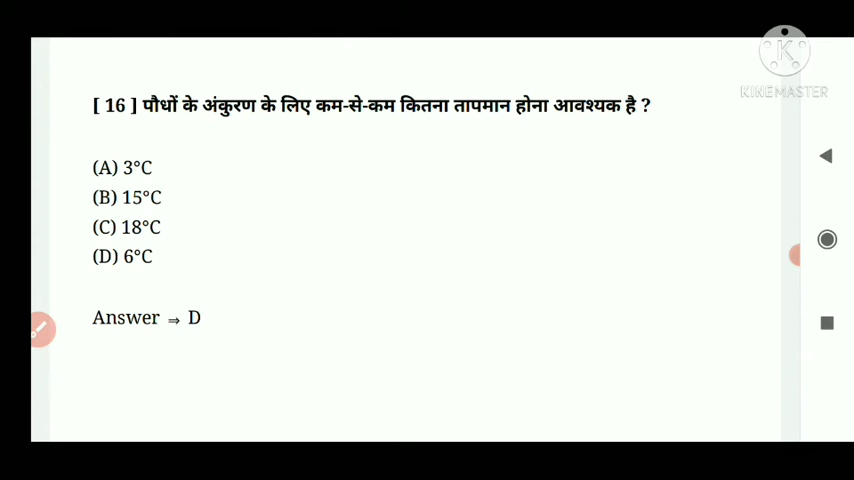 [ 16 ] पौधों के अंकुरण के लिए कम-से-कम कितना तापमान होना आवश्यक है ?
(A) 3°C
(B) 15°C
(C) 18°C
(D) 6°C
Answer ⇒ D
K
KINEMASTER